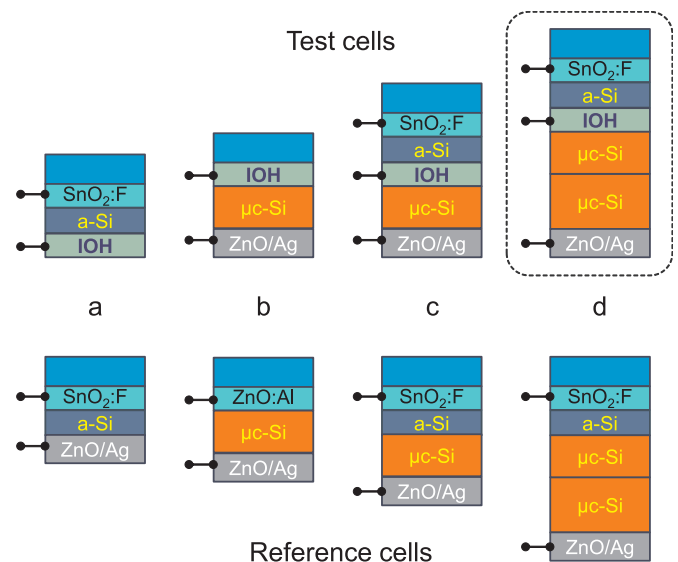 Test cells
SnO₂:F
a-Si
IOH
IOH
µc-Si
ZnO/Ag
SnO₂:F
a-Si
IOH
µc-Si
ZnO/Ag
SnO₂:F
a-Si
IOH
µc-Si
µc-Si
ZnO/Ag
a
b
c
d
SnO₂:F
a-Si
ZnO/Ag
ZnO:Al
µc-Si
ZnO/Ag
SnO₂:F
a-Si
µc-Si
ZnO/Ag
SnO₂:F
a-Si
µc-Si
µc-Si
ZnO/Ag
Reference cells